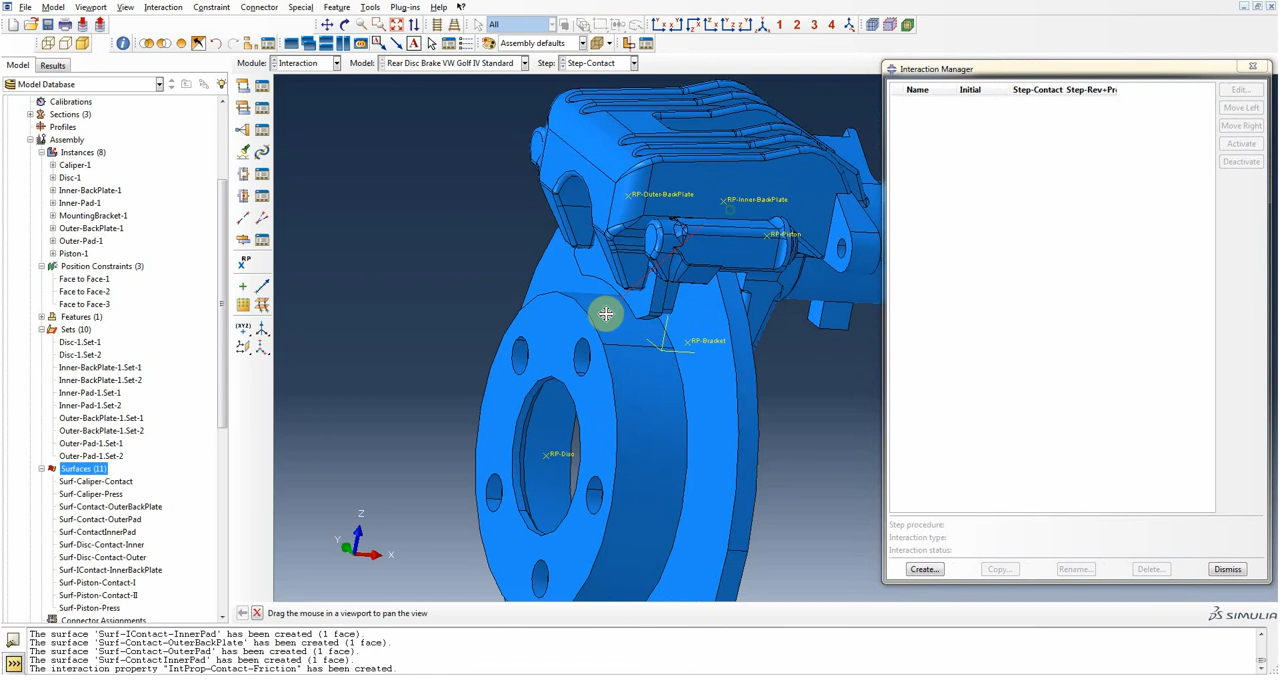 File Model Viewport View Interaction Constraint Connector Special Feature Tools Plug-ins Help
All
1 2 3 4
Assembly defaults
Model Results
Module: Interaction Model: Rear Disc Brake VW Golf IV Standard Step: Step-Contact
Model Database
Calibrations
Sections (3)
Profiles
Assembly
Instances (8)
Caliper-1
Disc-1
Inner-BackPlate-1
Inner-Pad-1
MountingBracket-1
Outer-BackPlate-1
Outer-Pad-1
Piston-1
Position Constraints (3)
Face to Face-1
Face to Face-2
Face to Face-3
Features (1)
Sets (10)
Disc-1.Set-1
Disc-1.Set-2
Inner-BackPlate-1.Set-1
Inner-BackPlate-1.Set-2
Inner-Pad-1.Set-1
Inner-Pad-1.Set-2
Outer-BackPlate-1.Set-1
Outer-BackPlate-1.Set-2
Outer-Pad-1.Set-1
Outer-Pad-1.Set-2
Surfaces (11)
Surf-Caliper-Contact
Surf-Caliper-Press
Surf-Contact-OuterBackPlate
Surf-Contact-OuterPad
Surf-ContactInnerPad
Surf-Disc-Contact-Inner
Surf-Disc-Contact-Outer
Surf-IContact-InnerBackPlate
Surf-Piston-Contact-I
Surf-Piston-Contact-II
Surf-Piston-Press
Connector Assignments
RP
(XYZ)
RP-Outer-BackPlate
RP-Inner-BackPlate
RP-Piston
RP-Bracket
RP-Disc
Z
Y
X
Interaction Manager
Name Initial Step-Contact Step-Rev+Pre
Edit...
Move Left
Move Right
Activate
Deactivate
Step procedure:
Interaction type:
Interaction status:
Create... Copy... Rename... Delete... Dismiss
Drag the mouse in a viewport to pan the view
SIMULIA
The surface 'Surf-IContact-InnerPad' has been created (1 face).
The surface 'Surf-Contact-OuterBackPlate' has been created (1 face).
The surface 'Surf-Contact-OuterPad' has been created (1 face).
The surface 'Surf-ContactInnerPad' has been created (1 face).
The interaction property "IntProp-Contact-Friction" has been created.
>>>